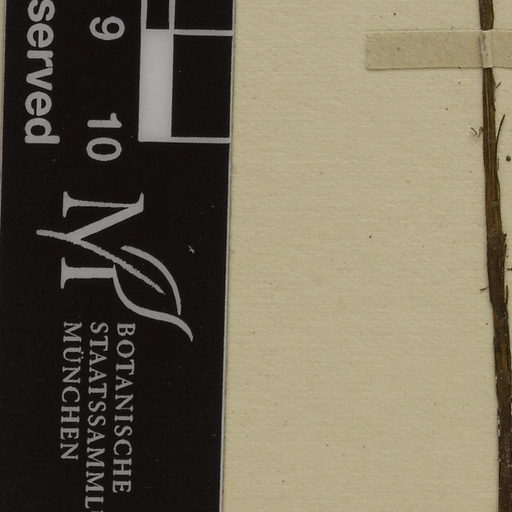 served
9 10
BOTANISCHE
STAATSSAMML
MÜNCHEN